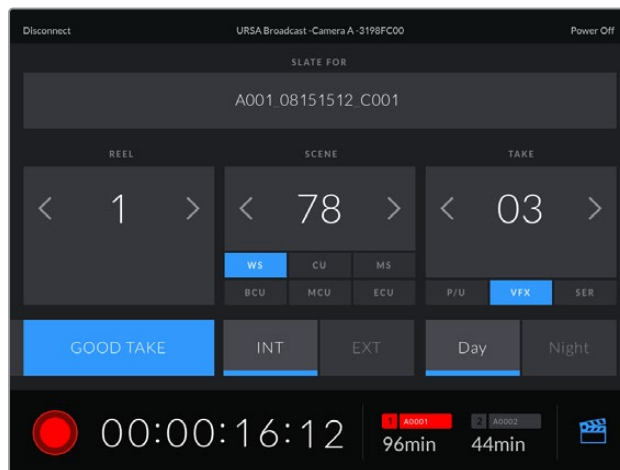 Disconnect URSA Broadcast -Camera A -3198FC00 Power Off
SLATE FOR
A001_08151512_C001
REEL SCENE TAKE
1 78 03
WS CU MS
BCU MCU ECU P/U VFX SER
GOOD TAKE INT EXT Day Night
1 A0001 2 A0002
00:00:16:12 96min 44min